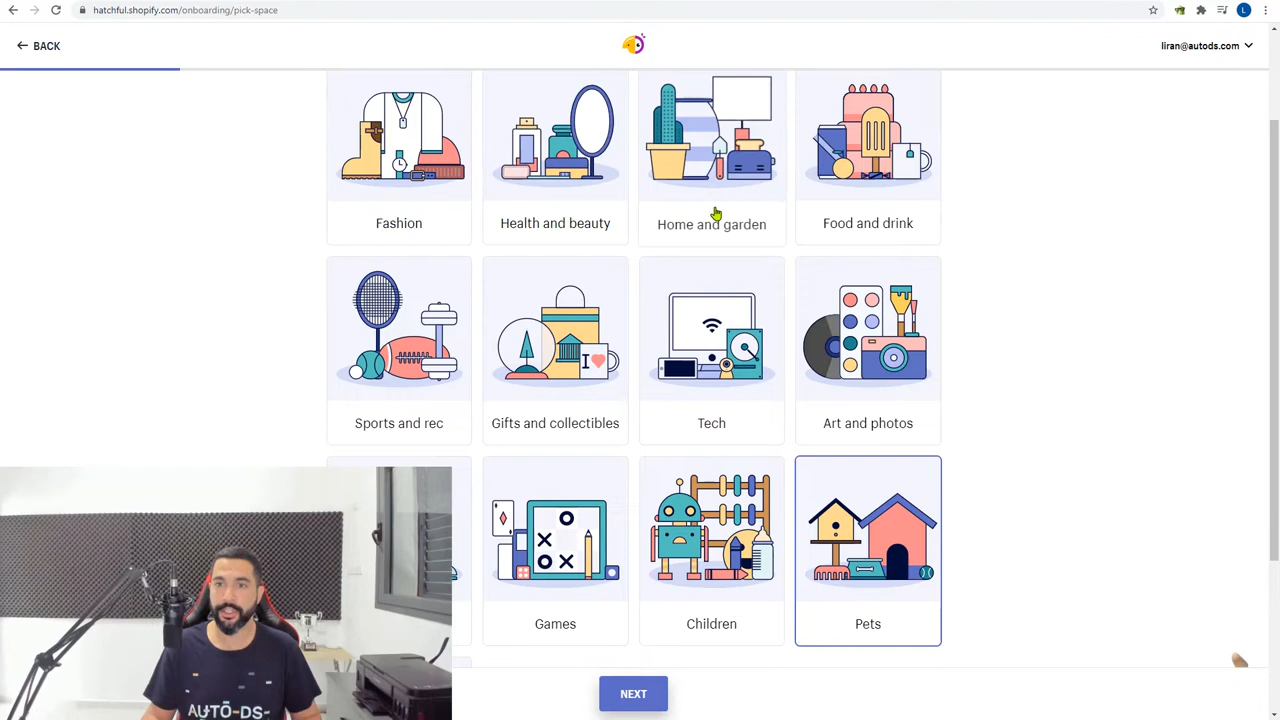 hatchful.shopify.com/onboarding/pick-space
L
BACK
liran@autods.com
Fashion
Health and beauty
Home and garden
Food and drink
I
Sports and rec
Gifts and collectibles
Tech
Art and photos
X O X
O X
Games
Children
Pets
AUTŌ-DS-
NEXT